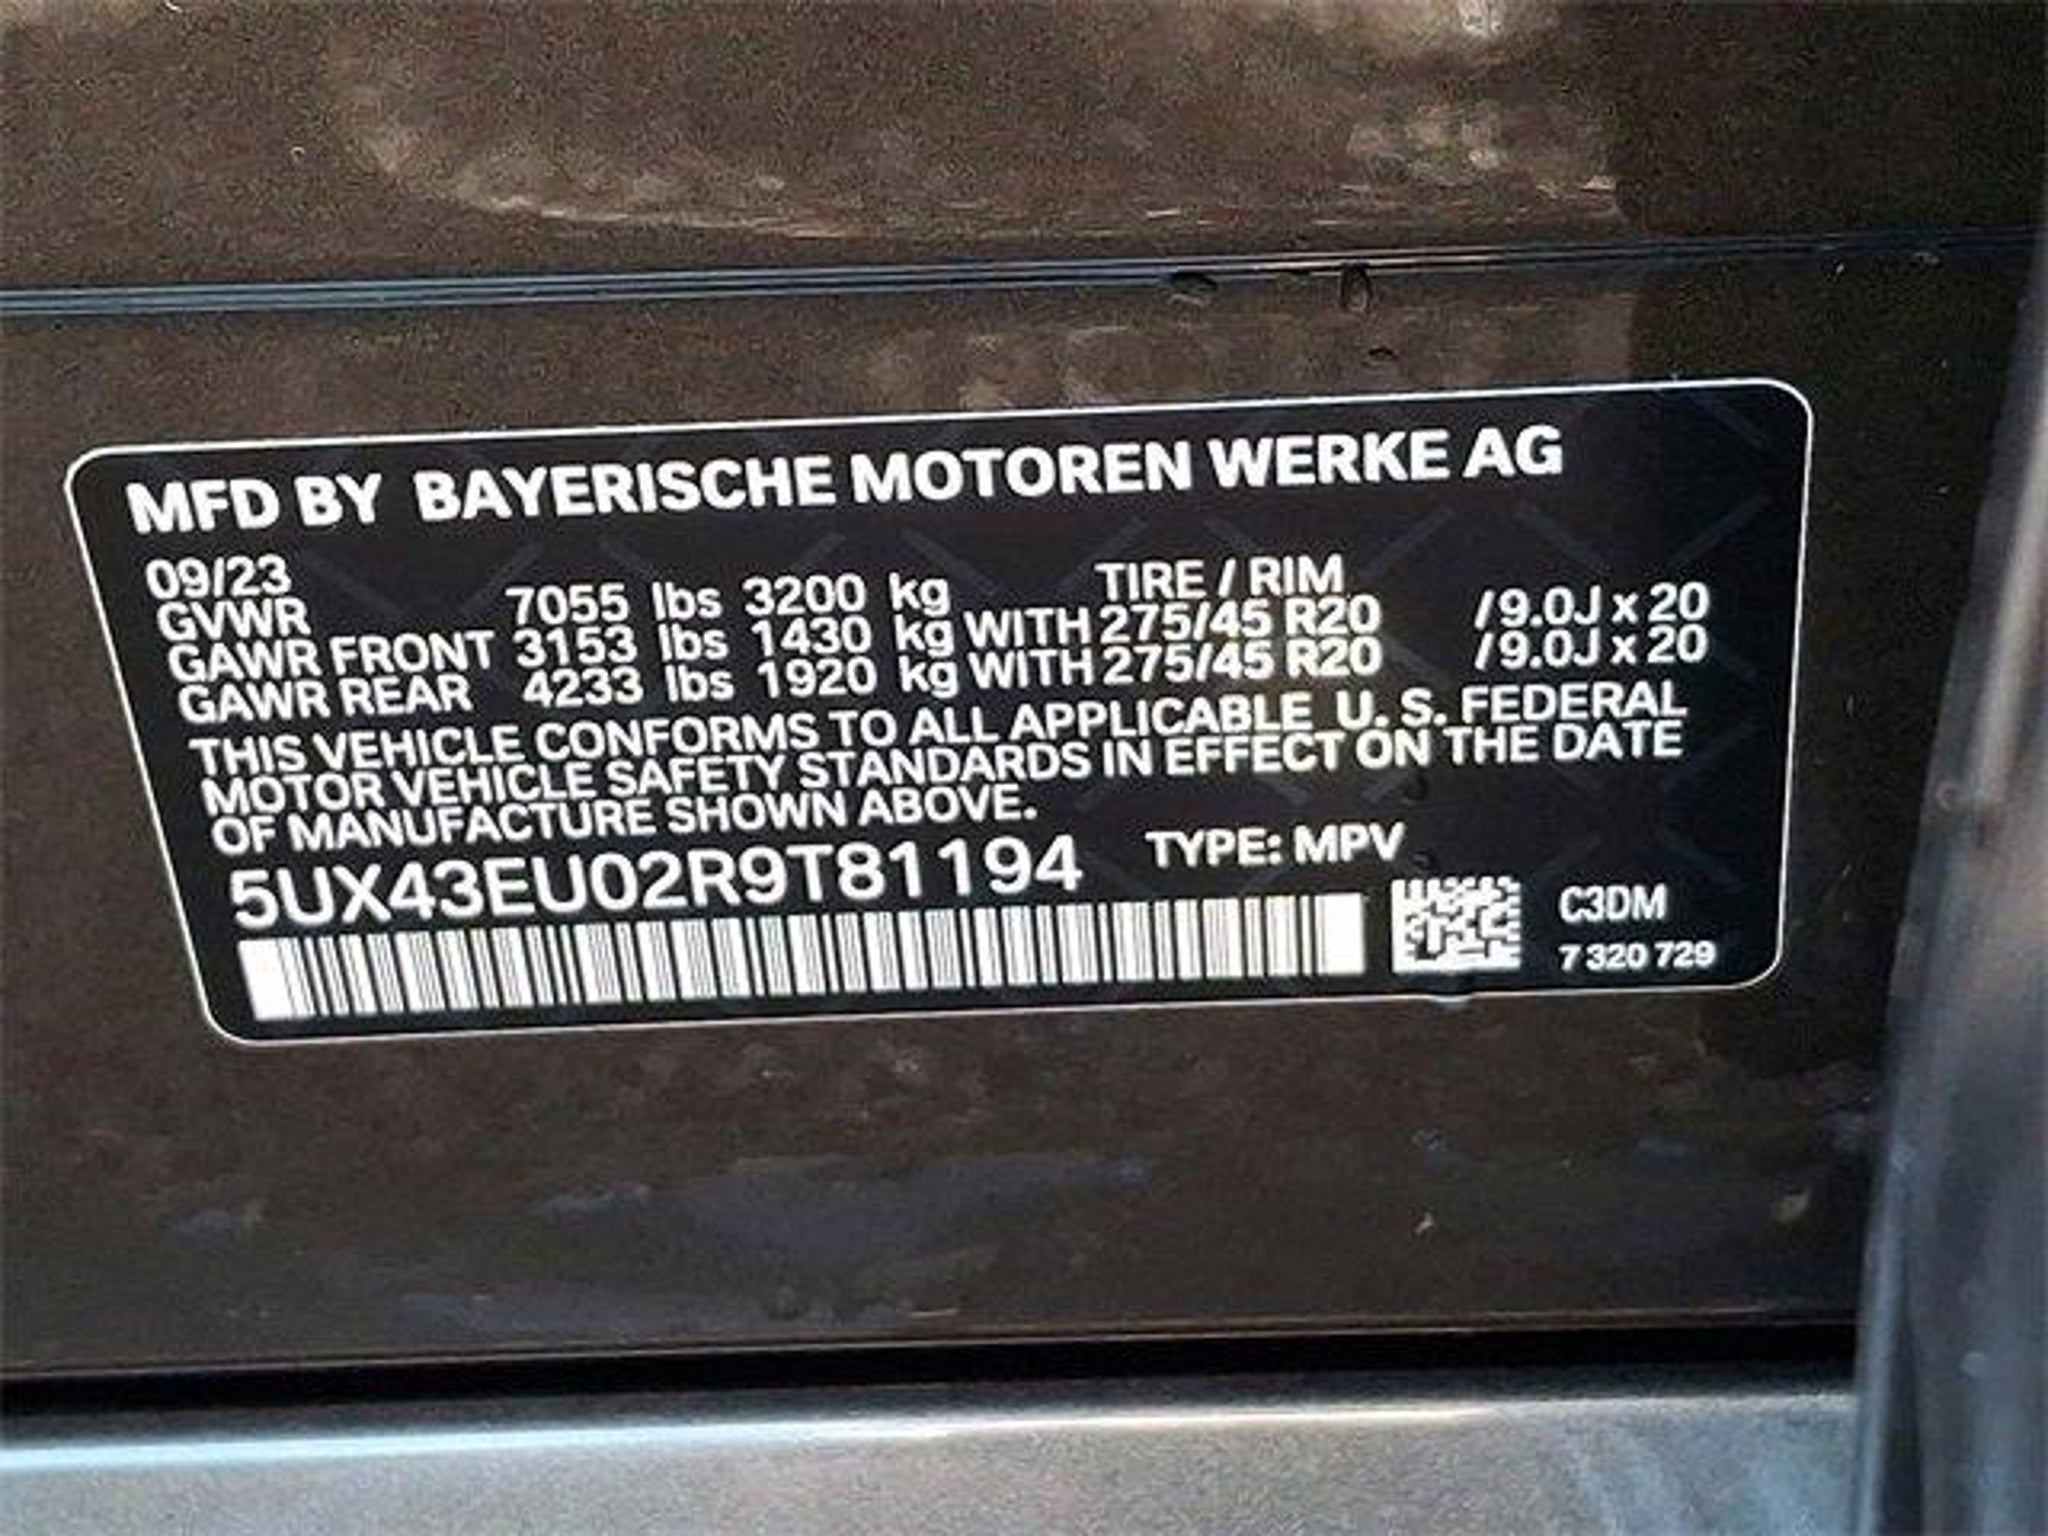 MFD BY BAYERISCHE MOTOREN WERKE AG
09/23 TIRE / RIM
GVWR 7055 lbs 3200 kg
GAWR FRONT 3153 lbs 1430 kg WITH 275/45 R20 /9.0J x 20
GAWR REAR 4233 lbs 1920 kg WITH 275/45 R20 /9.0J x 20
THIS VEHICLE CONFORMS TO ALL APPLICABLE U. S. FEDERAL
MOTOR VEHICLE SAFETY STANDARDS IN EFFECT ON THE DATE
OF MANUFACTURE SHOWN ABOVE.
5UX43EU02R9T81194 TYPE: MPV
C3DM
7 320 729